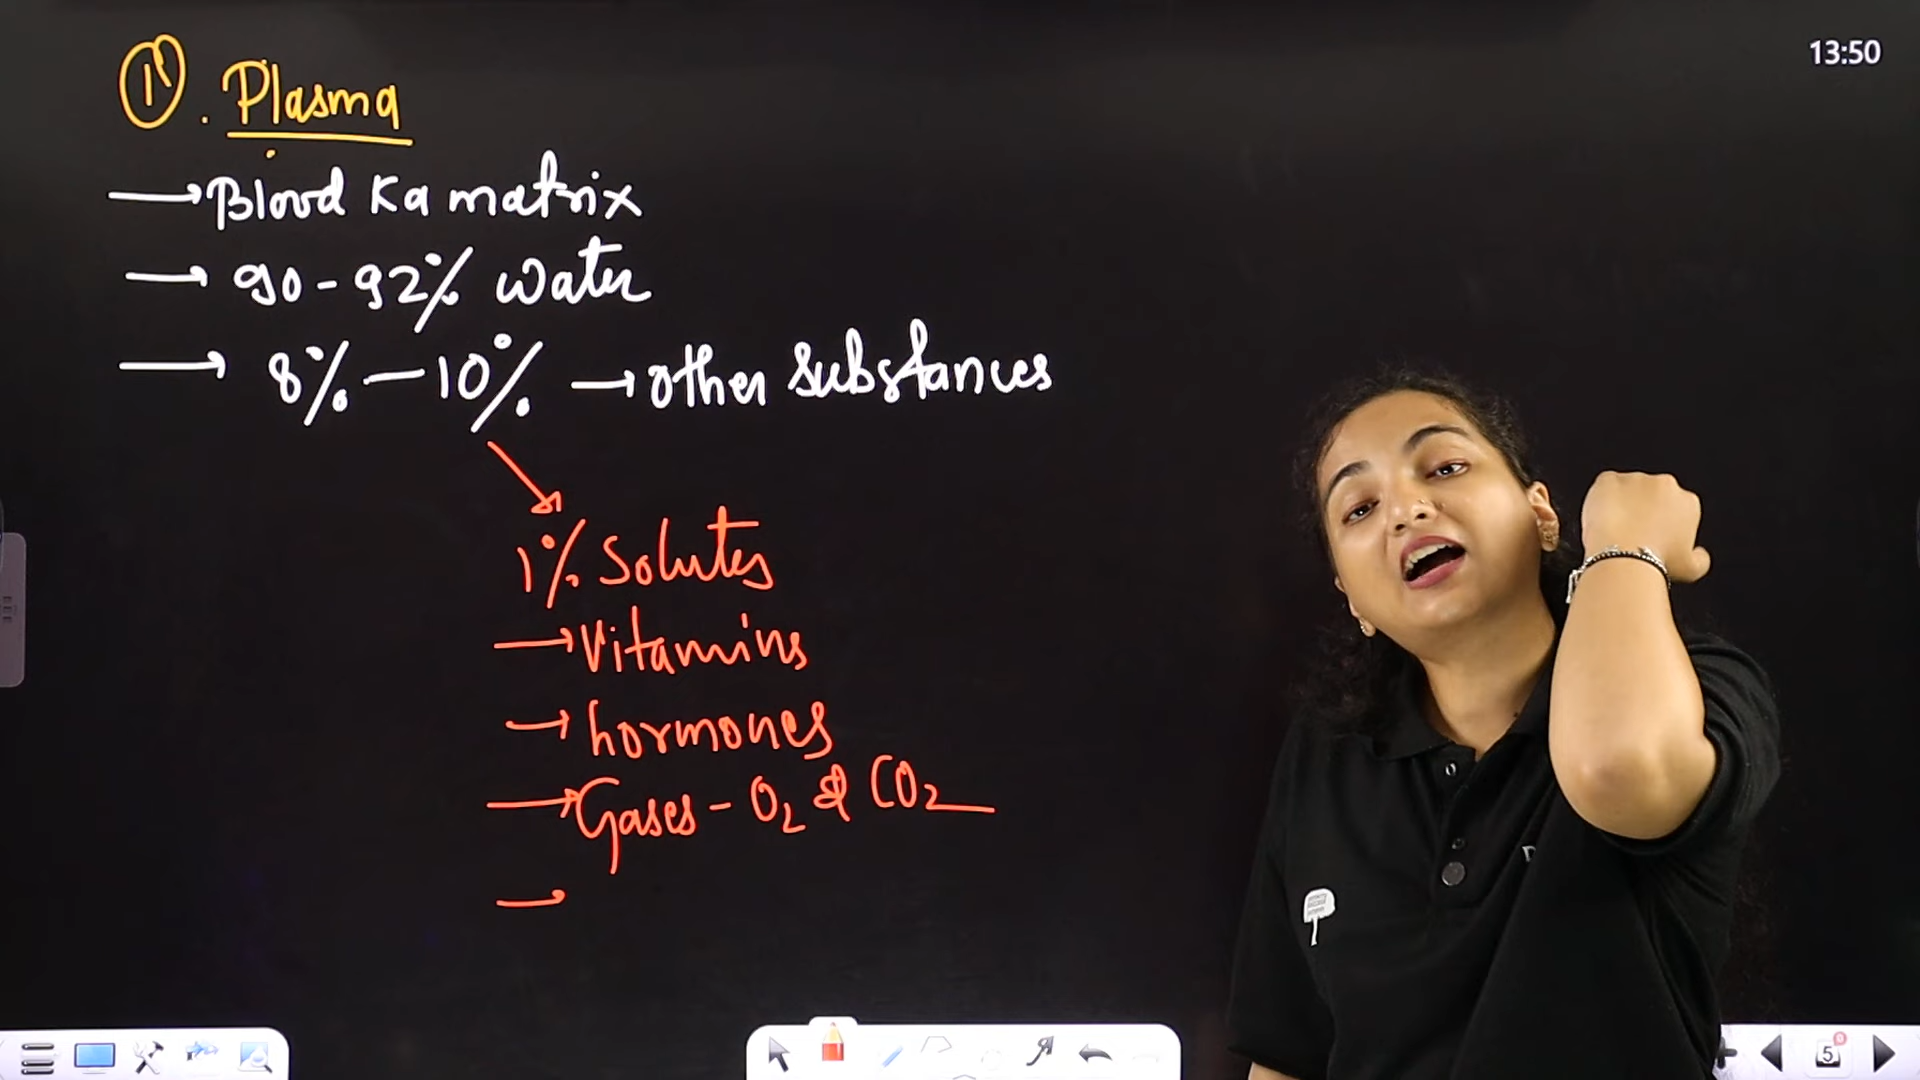 13:50
① . Plasma
→ Blood Ka matrix
→ 90 - 92% Water
→ 8% — 10% → other substances
1% Solutes
→ Vitamins
→ hormones
→ Gases - O₂ & CO₂
→
5